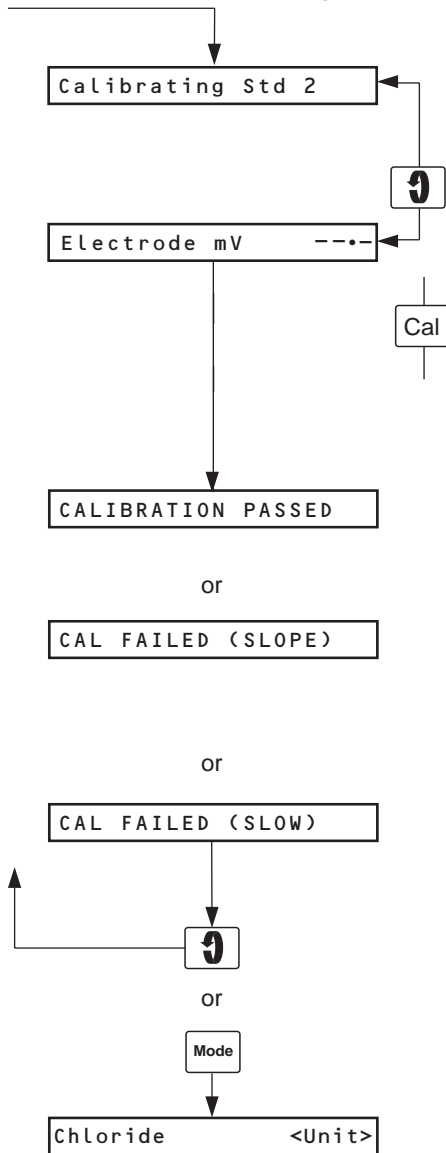 Calibrating Std 2
Electrode mV --.-
Cal
CALIBRATION PASSED
or
CAL FAILED (SLOPE)
or
CAL FAILED (SLOW)
or
Mode
Chloride <Unit>